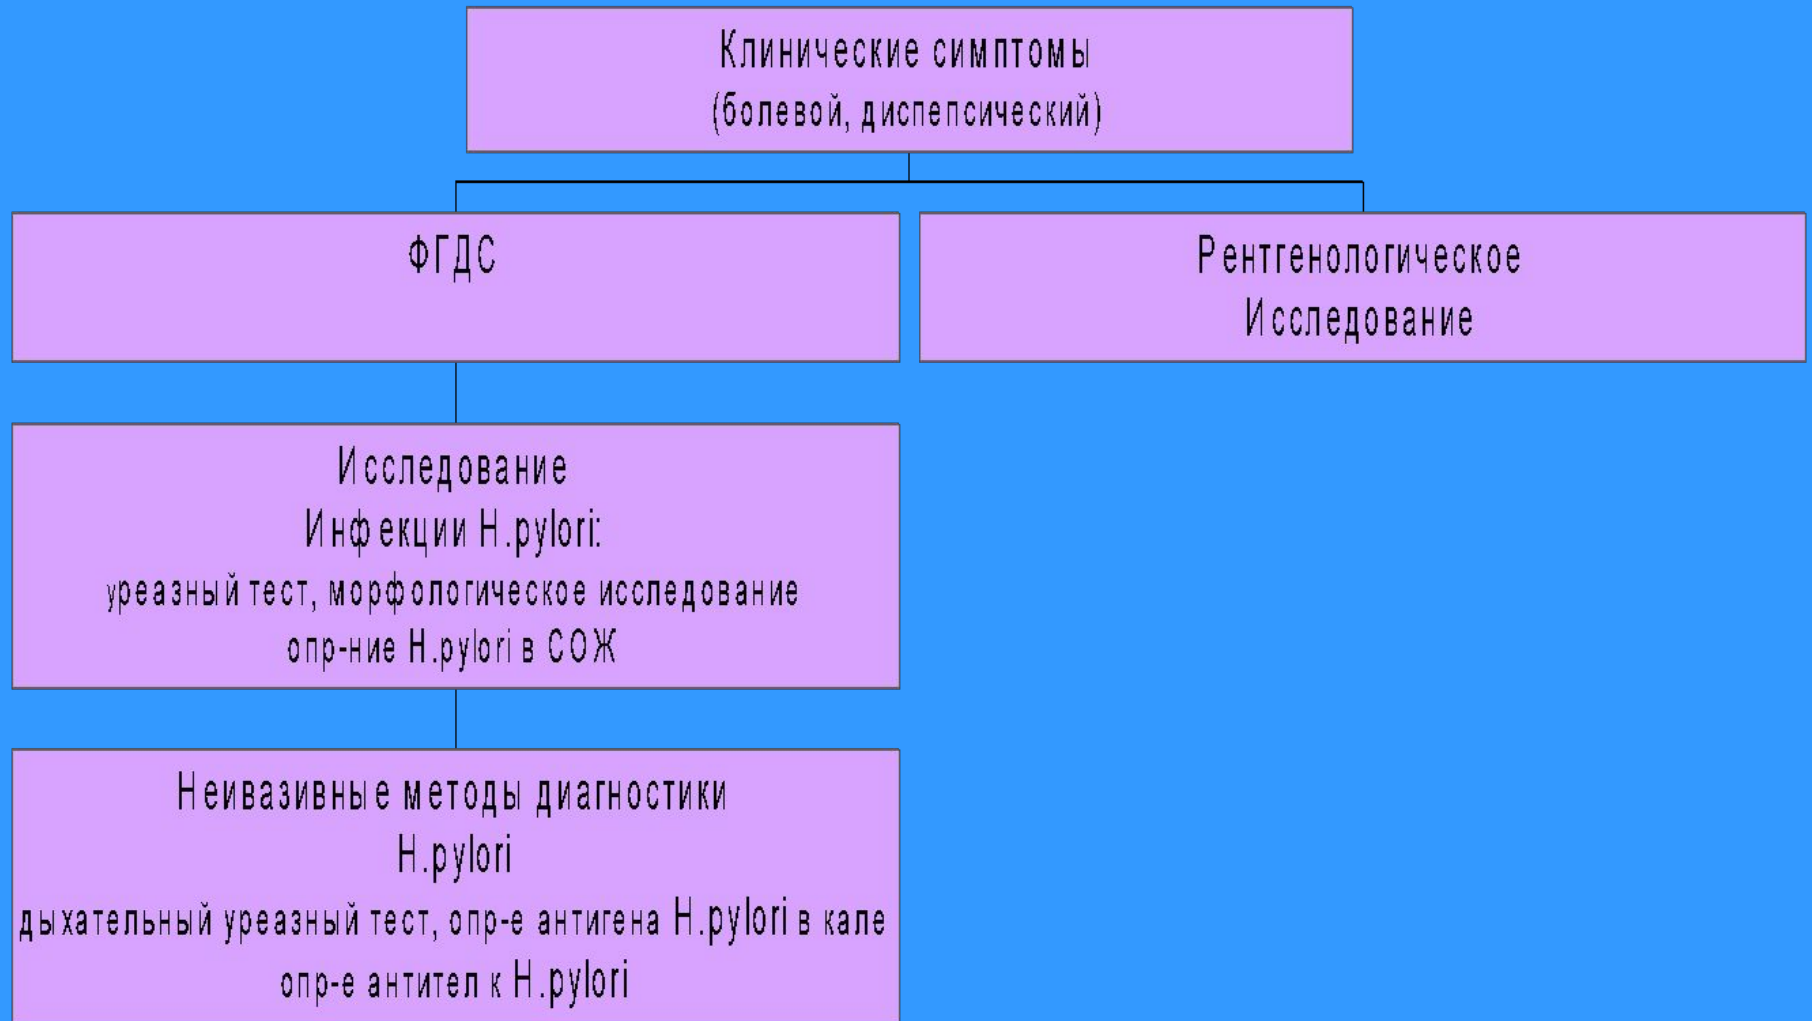 Клинические симптомы
(болевой, диспепсический)
ФГДС
Рентгенологическое
Исследование
Исследование
Инфекции H.pylori:
уреазный тест, морфологическое исследование
опр-ние H.pylori в СОЖ
Неивазивные методы диагностики
H.pylori
дыхательный уреазный тест, опр-е антигена H.pylori в кале
опр-е антител к H.pylori